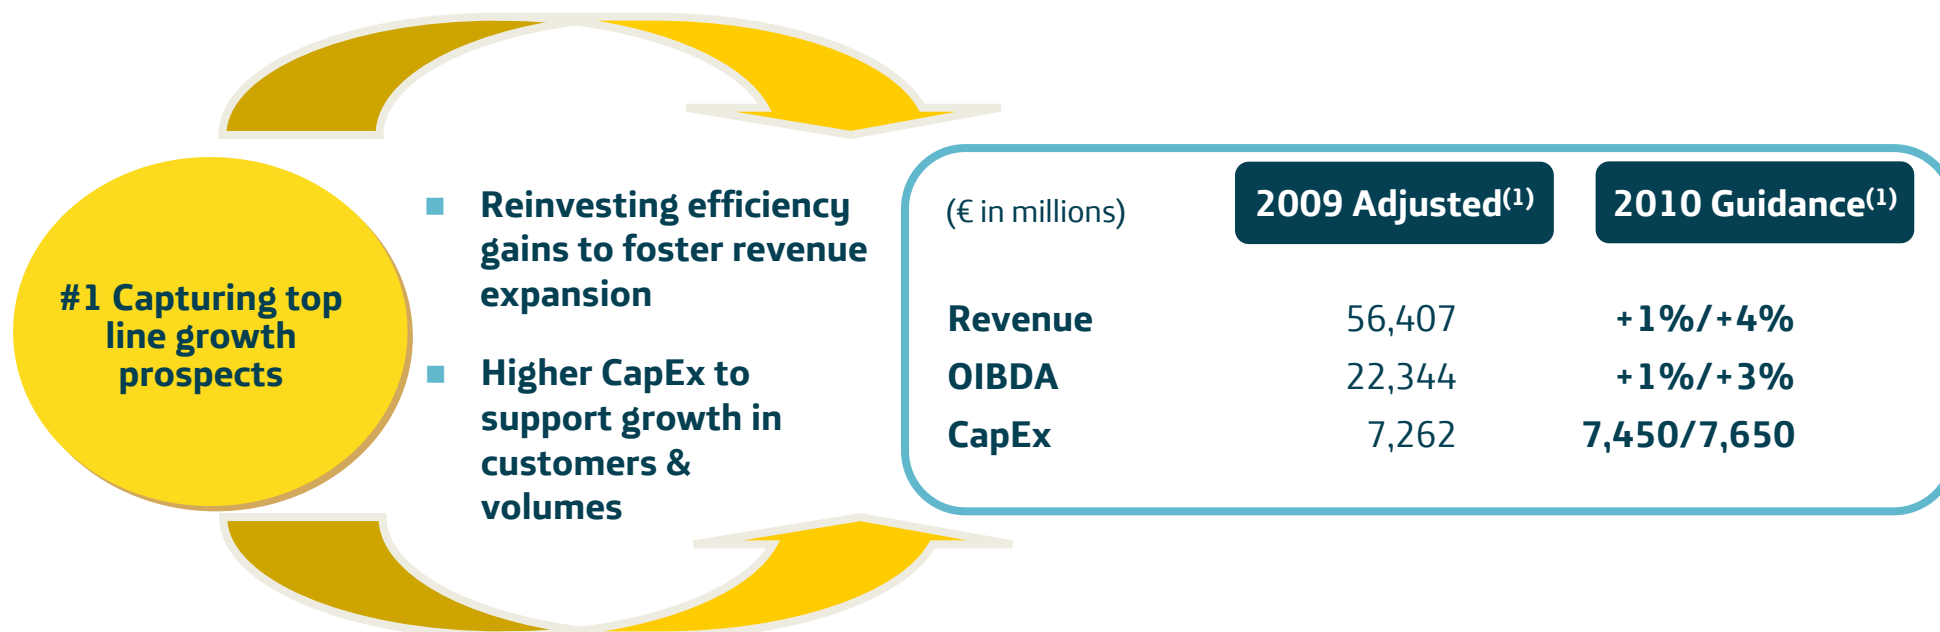 #1 Capturing top
line growth
prospects
■ Reinvesting efficiency
gains to foster revenue
expansion
■ Higher CapEx to
support growth in
customers &
volumes
(€ in millions) 2009 Adjusted(1) 2010 Guidance(1)
Revenue 56,407 +1%/+4%
OIBDA 22,344 +1%/+3%
CapEx 7,262 7,450/7,650